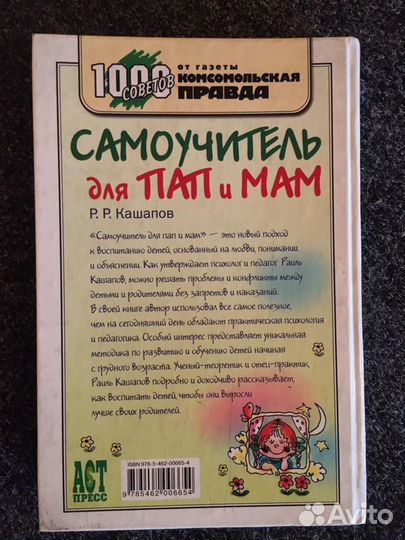 1000
СОВЕТОВ
от газеты
КОМСОМОЛЬСКАЯ
ПРАВДА
САМОУЧИТЕЛЬ
для ПАП и МАМ
Р. Р. Кашапов
«Самоучитель для пап и мам» — это новый подход
к воспитанию детей, основанный на любви, понимании
и объяснении. Как утверждает психолог и педагог Раиль
Кашапов, можно решать проблемы и конфликты между
детьми и родителями без запретов и наказаний.
В своей книге автор использовал все самое полезное,
чем на сегодняшний день обладают практическая психология
и педагогика. Особый интерес представляет уникальная
методика по развитию и обучению детей начиная
с грудного возраста. Ученый-теоретик и отец-практик,
Раиль Кашапов подробно и доходчиво рассказывает,
как воспитать детей, чтобы они выросли
лучше своих родителей.
ISBN 978-5-462-00665-4
9 785462 006654
АСТ
ПРЕСС
Avito